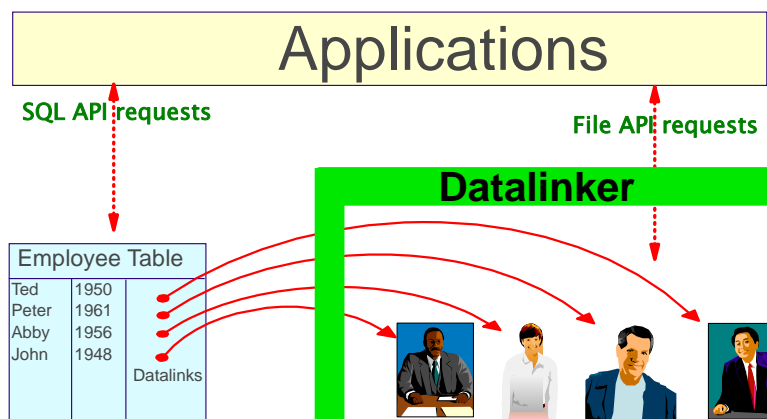 Applications
SQL API requests
File API requests
Datalinker
Employee Table
Ted 1950
Peter 1961
Abby 1956
John 1948
Datalinks